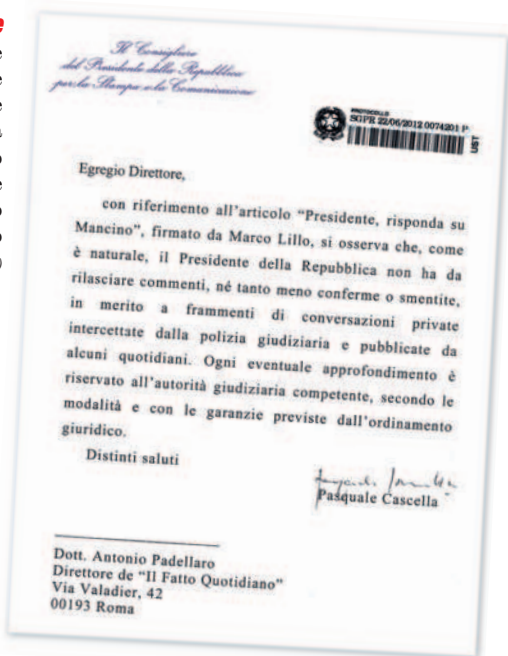 Il Consigliere
del Presidente della Repubblica
per la Stampa e la Comunicazione
PROTOCOLLO
SGPR 22/06/2012 0074201 P
UST
Egregio Direttore,
con riferimento all'articolo “Presidente, risponda su
Mancino”, firmato da Marco Lillo, si osserva che, come
è naturale, il Presidente della Repubblica non ha da
rilasciare commenti, né tanto meno conferme o smentite,
in merito a frammenti di conversazioni private
intercettate dalla polizia giudiziaria e pubblicate da
alcuni quotidiani. Ogni eventuale approfondimento è
riservato all'autorità giudiziaria competente, secondo le
modalità e con le garanzie previste dall'ordinamento
giuridico.
Distinti saluti
Pasquale Cascella
Dott. Antonio Padellaro
Direttore de “Il Fatto Quotidiano”
Via Valadier, 42
00193 Roma